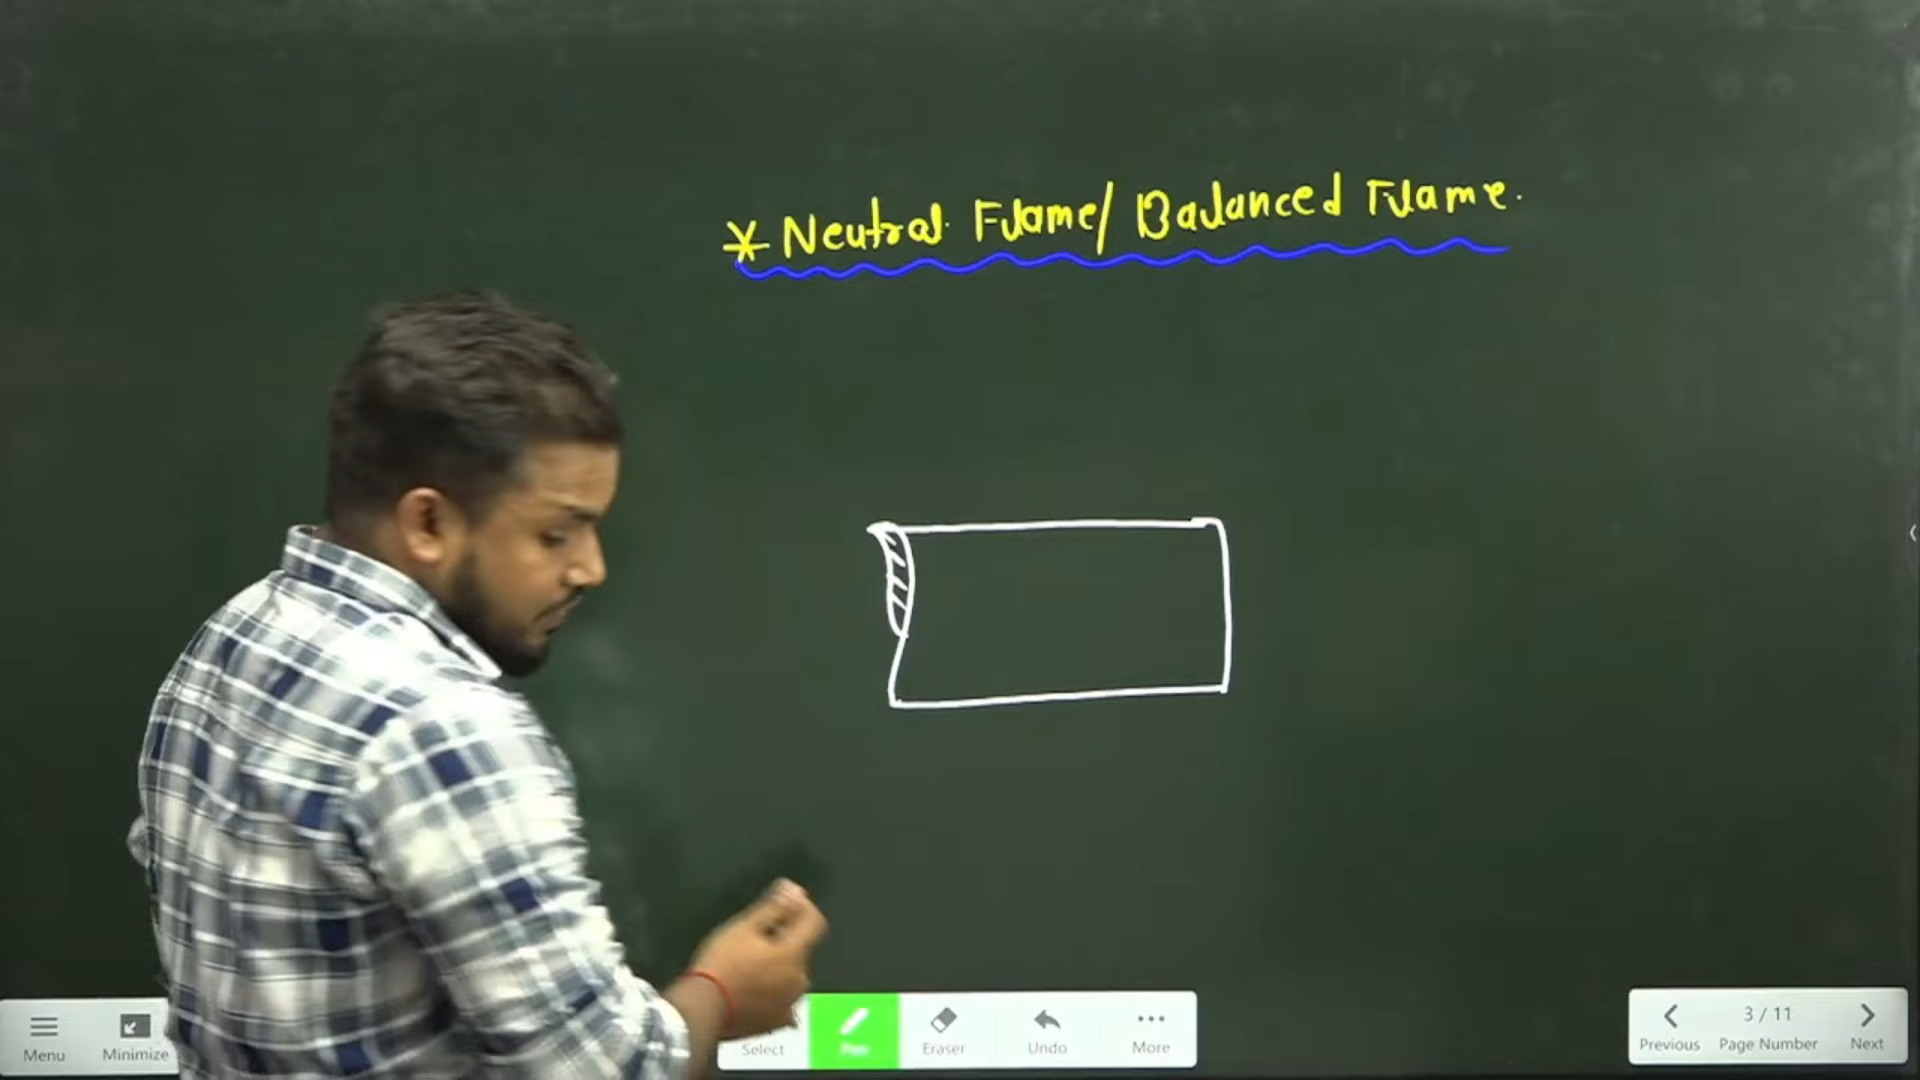 * Neutral Flame/ Balanced Flame.
Menu
Minimize
Select
Pen
Eraser
Undo
More
Previous
3 / 11
Page Number
Next